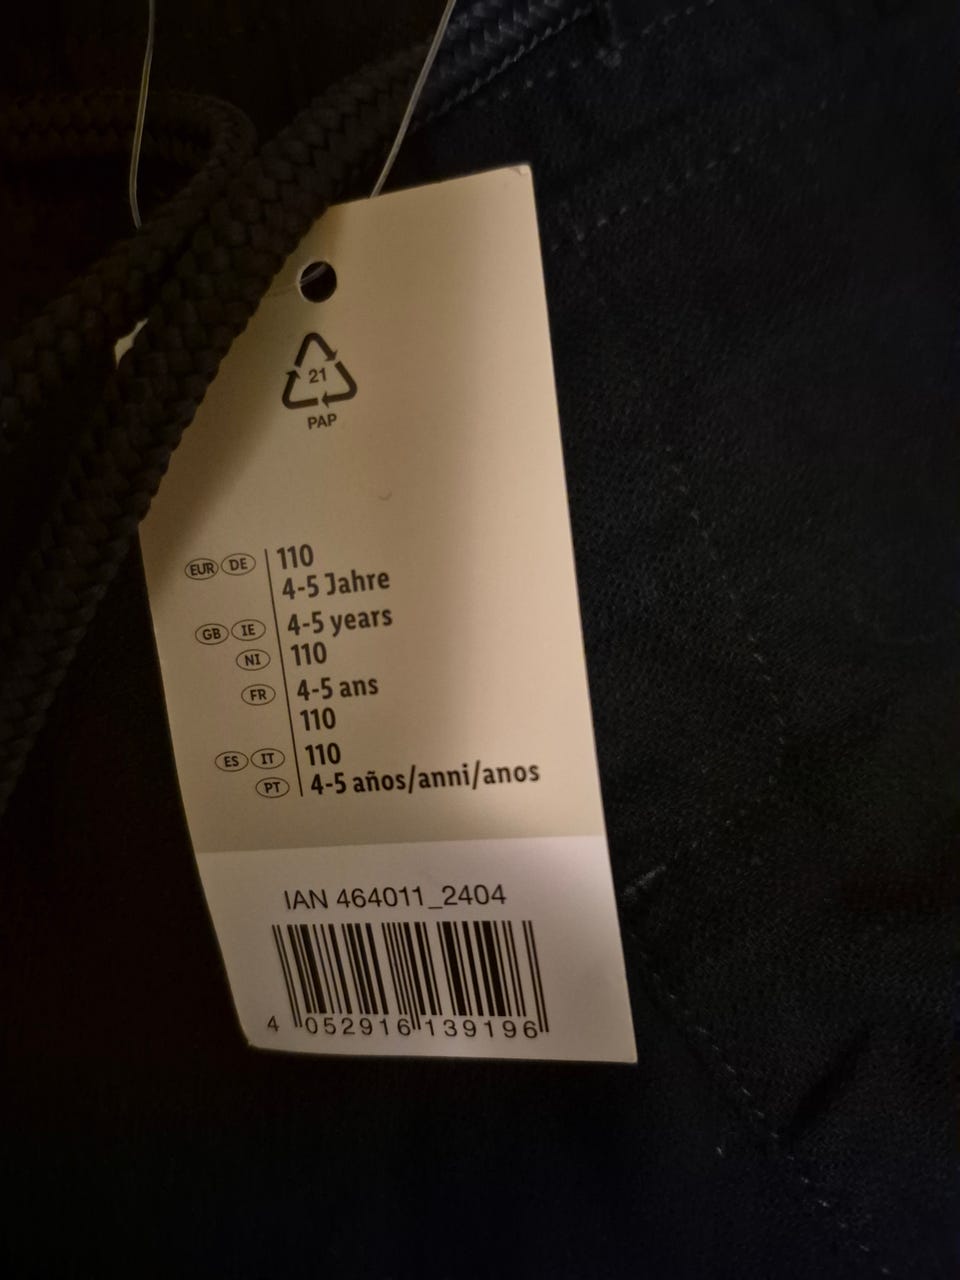 21
PAP
EUR DE 110
4-5 Jahre
GB IE 4-5 years
NI 110
FR 4-5 ans
110
ES IT 110
PT 4-5 años/anni/anos
IAN 464011_2404
4 052916 139196